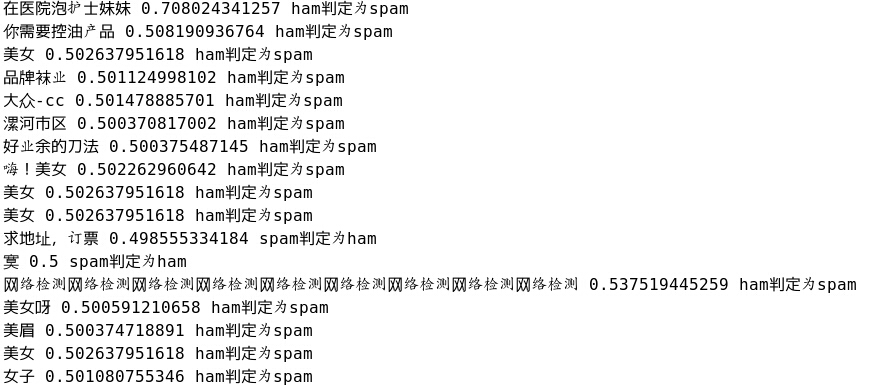 在医院泡护士妹妹 0.708024341257 ham判定为spam
你需要控油产品 0.508190936764 ham判定为spam
美女 0.502637951618 ham判定为spam
品牌袜业 0.501124998102 ham判定为spam
大众-cc 0.501478885701 ham判定为spam
漯河市区 0.500370817002 ham判定为spam
好业余的刀法 0.500375487145 ham判定为spam
嗨！美女 0.502262960642 ham判定为spam
美女 0.502637951618 ham判定为spam
美女 0.502637951618 ham判定为spam
求地址，订票 0.498555334184 spam判定为ham
寞 0.5 spam判定为ham
网络检测网络检测网络检测网络检测网络检测网络检测网络检测网络检测网络检测 0.537519445259 ham判定为spam
美女呀 0.500591210658 ham判定为spam
美眉 0.500374718891 ham判定为spam
美女 0.502637951618 ham判定为spam
女子 0.501080755346 ham判定为spam